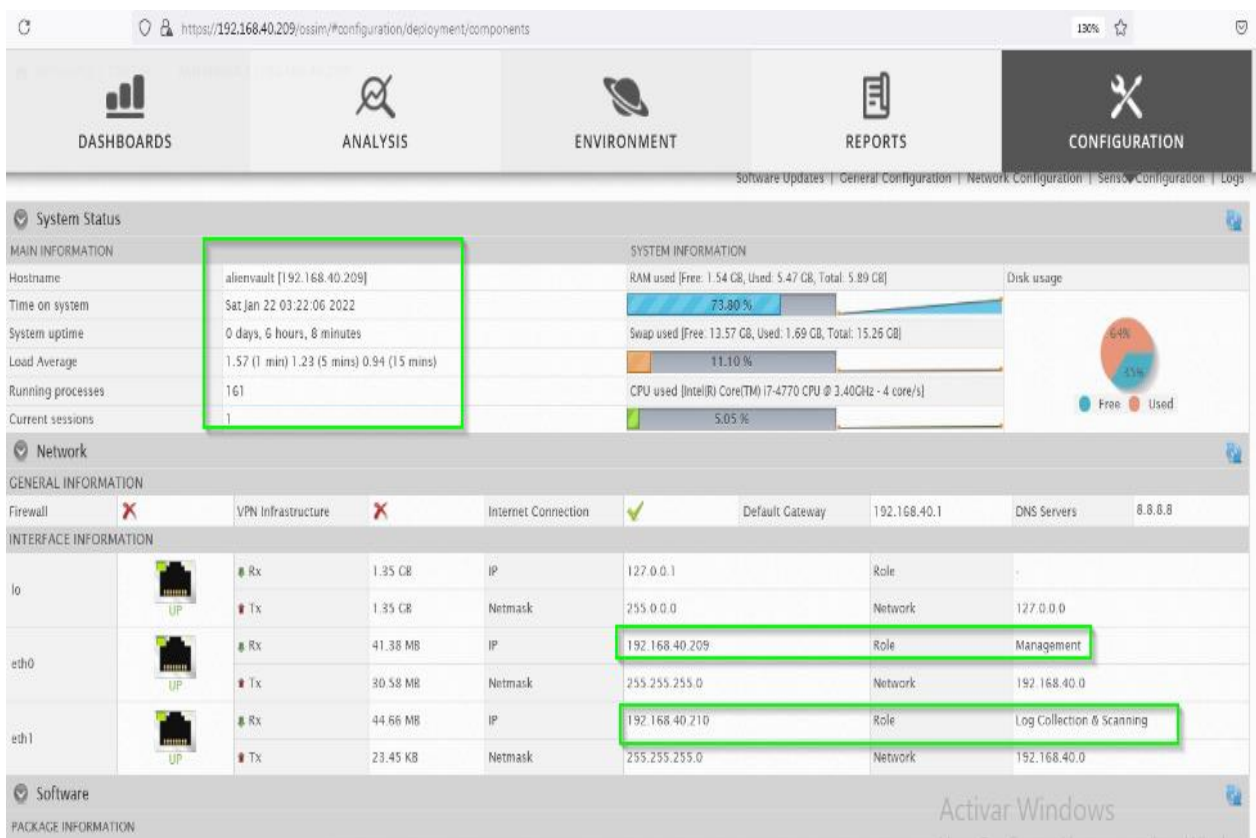 https://192.168.40.209/ossim/#configuration/deployment/components
130%
DASHBOARDS
ANALYSIS
ENVIRONMENT
REPORTS
CONFIGURATION
Software Updates | General Configuration | Network Configuration | Sensor Configuration | Logs
System Status
MAIN INFORMATION
SYSTEM INFORMATION
Hostname alienvault [192.168.40.209]
RAM used [Free: 1.54 GB, Used: 5.47 GB, Total: 5.89 GB]
Disk usage
Time on system Sat Jan 22 03:22:06 2022
73.80 %
System uptime 0 days, 6 hours, 8 minutes
Swap used [Free: 13.57 GB, Used: 1.69 GB, Total: 15.26 GB]
64%
Load Average 1.57 (1 min) 1.23 (5 mins) 0.94 (15 mins)
11.10 %
35%
Running processes 161
CPU used [Intel(R) Core(TM) i7-4770 CPU @ 3.40GHz - 4 core/s]
Free Used
Current sessions 1
5.05 %
Network
GENERAL INFORMATION
Firewall VPN Infrastructure Internet Connection Default Gateway 192.168.40.1 DNS Servers 8.8.8.8
INTERFACE INFORMATION
lo UP
Rx 1.35 GB IP 127.0.0.1 Role -
Tx 1.35 GB Netmask 255.0.0.0 Network 127.0.0.0
eth0 UP
Rx 41.38 MB IP 192.168.40.209 Role Management
Tx 30.58 MB Netmask 255.255.255.0 Network 192.168.40.0
eth1 UP
Rx 44.66 MB IP 192.168.40.210 Role Log Collection & Scanning
Tx 23.45 KB Netmask 255.255.255.0 Network 192.168.40.0
Software
Activar Windows
PACKAGE INFORMATION